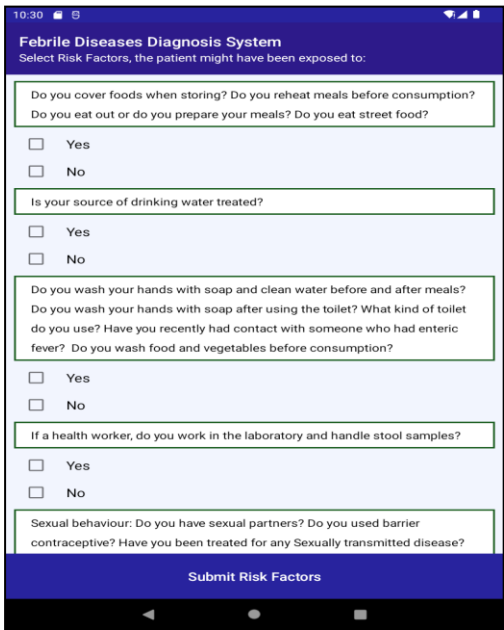 10:30
Febrile Diseases Diagnosis System
Select Risk Factors, the patient might have been exposed to:
Do you cover foods when storing? Do you reheat meals before consumption?
Do you eat out or do you prepare your meals? Do you eat street food?
Yes
No
Is your source of drinking water treated?
Yes
No
Do you wash your hands with soap and clean water before and after meals?
Do you wash your hands with soap after using the toilet? What kind of toilet
do you use? Have you recently had contact with someone who had enteric
fever? Do you wash food and vegetables before consumption?
Yes
No
If a health worker, do you work in the laboratory and handle stool samples?
Yes
No
Sexual behaviour: Do you have sexual partners? Do you used barrier
contraceptive? Have you been treated for any Sexually transmitted disease?
Submit Risk Factors